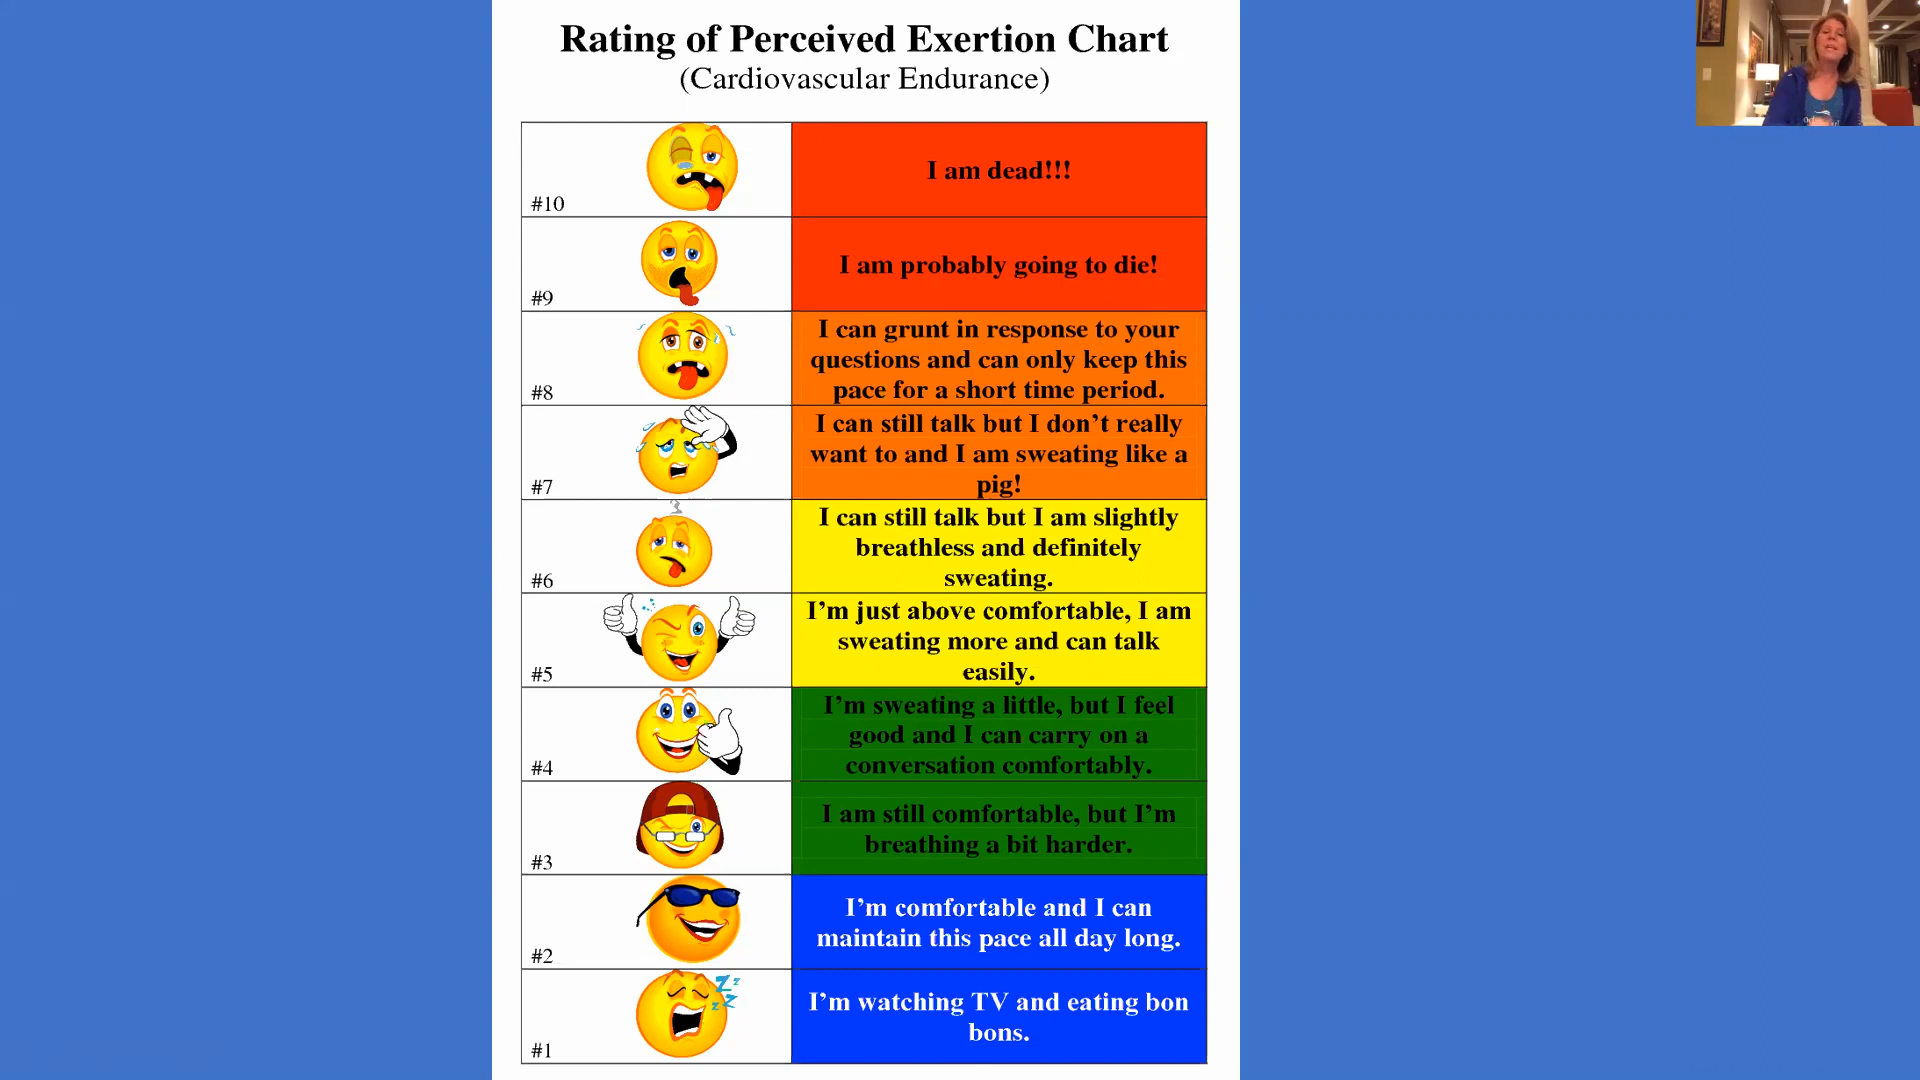 Rating of Perceived Exertion Chart
(Cardiovascular Endurance)
#10
I am dead!!!
#9
I am probably going to die!
#8
I can grunt in response to your
questions and can only keep this
pace for a short time period.
#7
I can still talk but I don’t really
want to and I am sweating like a
pig!
#6
I can still talk but I am slightly
breathless and definitely
sweating.
#5
I’m just above comfortable, I am
sweating more and can talk
easily.
#4
I’m sweating a little, but I feel
good and I can carry on a
conversation comfortably.
#3
I am still comfortable, but I’m
breathing a bit harder.
#2
I’m comfortable and I can
maintain this pace all day long.
#1
I’m watching TV and eating bon
bons.